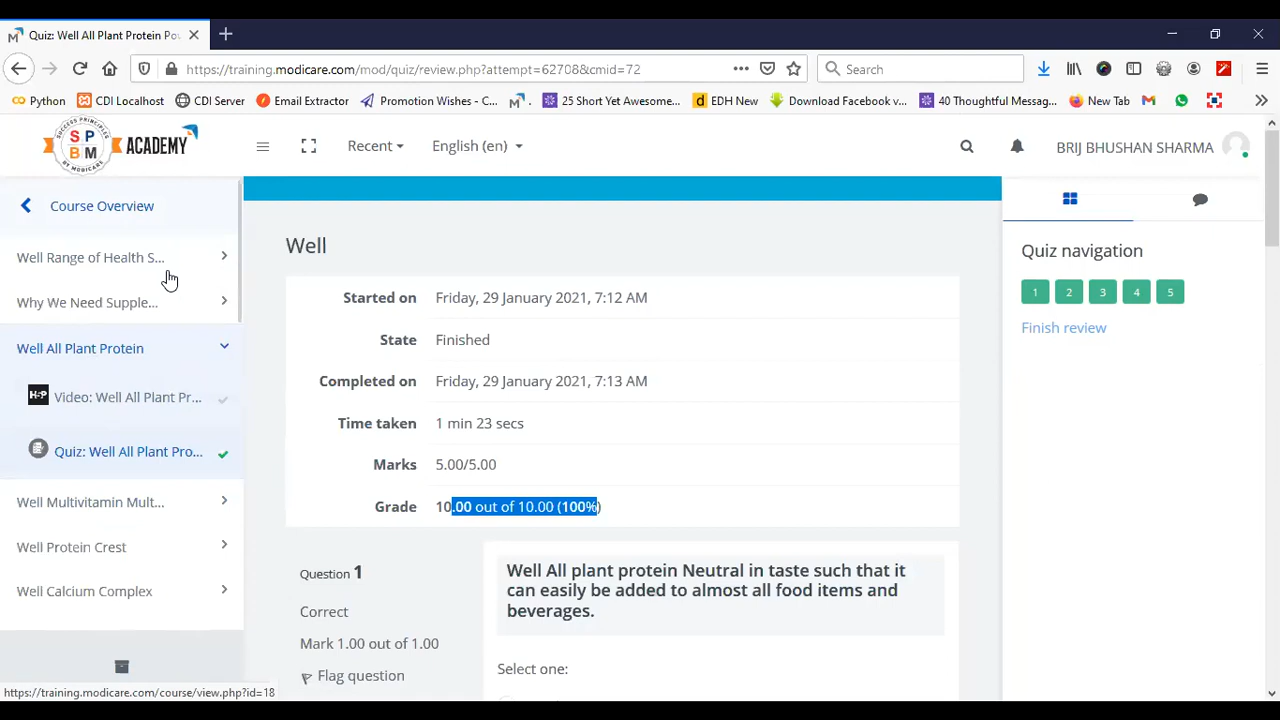 Quiz: Well All Plant Protein Po
https://training.modicare.com/mod/quiz/review.php?attempt=62708&cmid=72
Search
Python
CDI Localhost
CDI Server
Email Extractor
Promotion Wishes - C...
25 Short Yet Awesome...
EDH New
Download Facebook v...
40 Thoughtful Messag...
New Tab
SUCCESS PRINCIPLES
SPBM
BY MODICARE
ACADEMY
Recent
English (en)
BRIJ BHUSHAN SHARMA
Course Overview
Well Range of Health S...
Why We Need Supple...
Well All Plant Protein
H-P
Video: Well All Plant Pr...
Quiz: Well All Plant Pro...
Well Multivitamin Mult...
Well Protein Crest
Well Calcium Complex
https://training.modicare.com/course/view.php?id=18
Well
Started on Friday, 29 January 2021, 7:12 AM
State Finished
Completed on Friday, 29 January 2021, 7:13 AM
Time taken 1 min 23 secs
Marks 5.00/5.00
Grade 10.00 out of 10.00 (100%)
Question 1
Correct
Mark 1.00 out of 1.00
Flag question
Well All plant protein Neutral in taste such that it
can easily be added to almost all food items and
beverages.
Select one:
Quiz navigation
1 2 3 4 5
Finish review